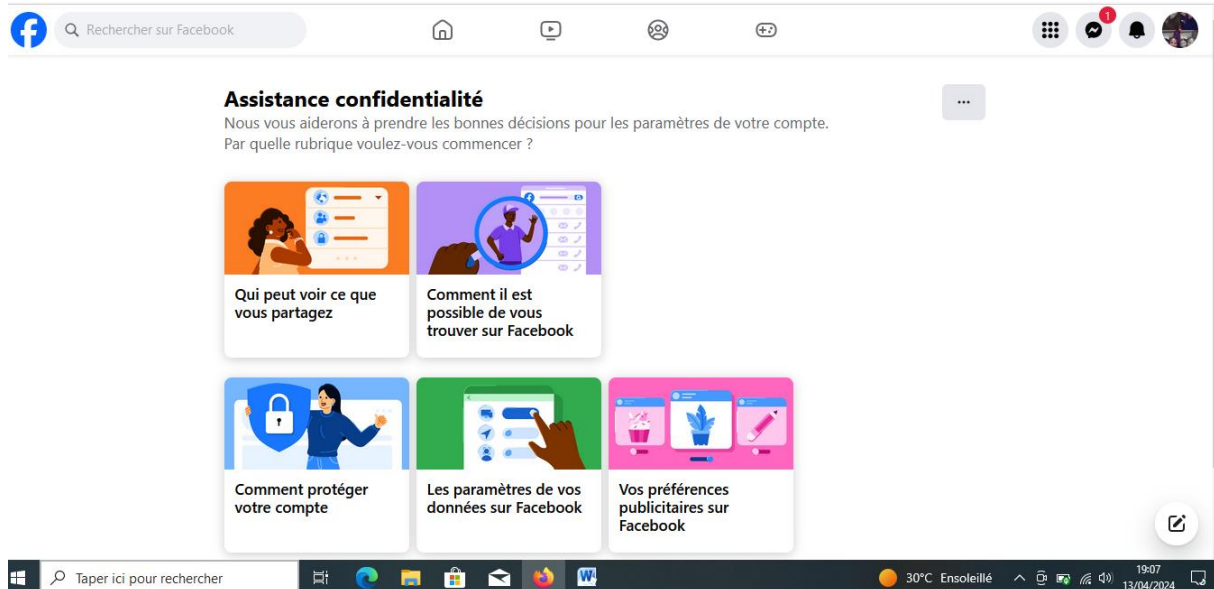 Rechercher sur Facebook
1
Assistance confidentialité
Nous vous aiderons à prendre les bonnes décisions pour les paramètres de votre compte.
Par quelle rubrique voulez-vous commencer ?
Qui peut voir ce que
vous partagez
Comment il est
possible de vous
trouver sur Facebook
Comment protéger
votre compte
Les paramètres de vos
données sur Facebook
Vos préférences
publicitaires sur
Facebook
Taper ici pour rechercher
30°C Ensoleillé
19:07
13/04/2024